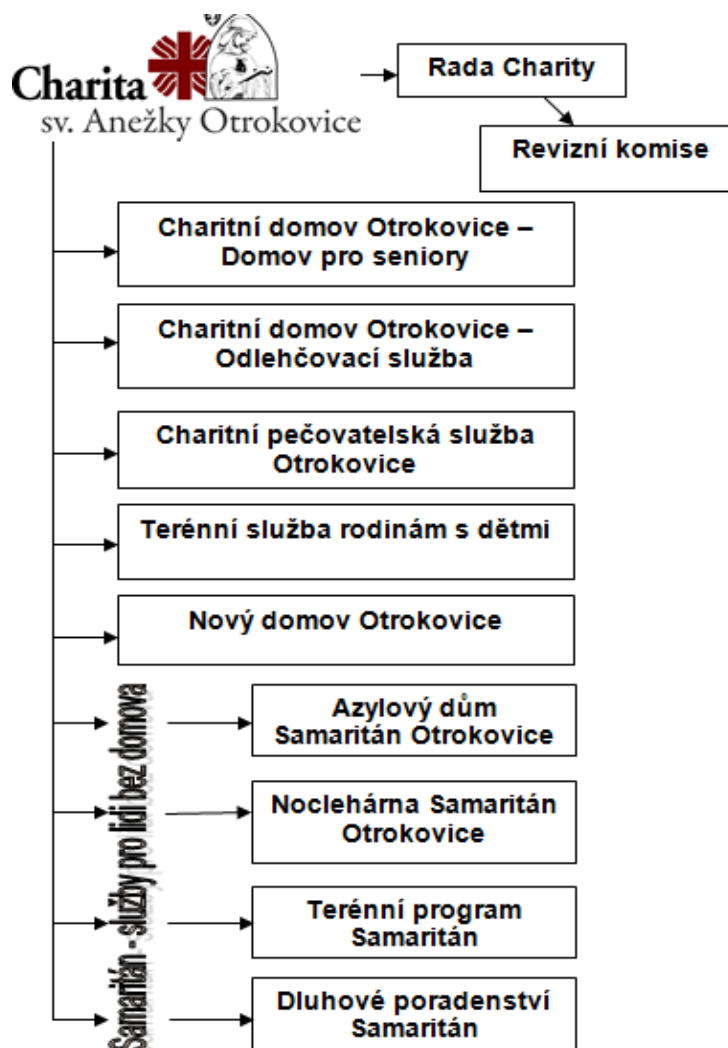 Charita
sv. Anežky Otrokovice
Rada Charity
Revizní komise
Charitní domov Otrokovice –
Domov pro seniory
Charitní domov Otrokovice –
Odlehčovací služba
Charitní pečovatelská služba
Otrokovice
Terénní služba rodinám s dětmi
Nový domov Otrokovice
Samaritán - služby pro lidi bez domova
Azylový dům
Samaritán Otrokovice
Noclehárna Samaritán
Otrokovice
Terénní program
Samaritán
Dluhové poradenství
Samaritán